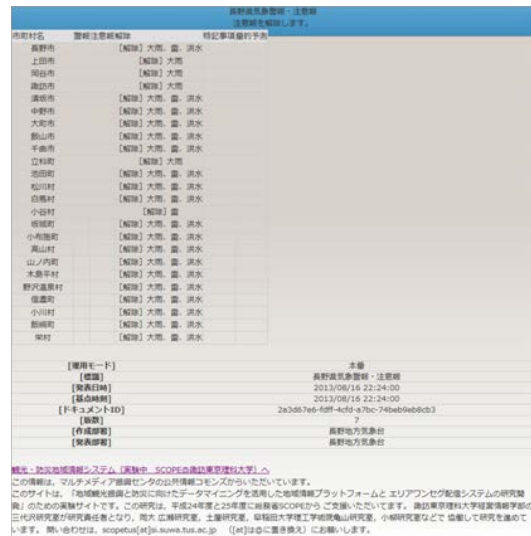 長野県気象警報・注意報
注意報を解除します。
市町村名 警報注意報解除 特記事項量的予測
長野市 [解除] 大雨、雷、洪水
上田市 [解除] 大雨
岡谷市 [解除] 大雨
諏訪市 [解除] 大雨
須坂市 [解除] 大雨、雷、洪水
中野市 [解除] 大雨、雷、洪水
大町市 [解除] 大雨、雷、洪水
飯山市 [解除] 大雨、雷、洪水
千曲市 [解除] 大雨、雷、洪水
立科町 [解除] 大雨
池田町 [解除] 大雨、雷、洪水
松川村 [解除] 大雨、雷、洪水
白馬村 [解除] 大雨、雷、洪水
小谷村 [解除] 雷
坂城町 [解除] 大雨、雷、洪水
小布施町 [解除] 大雨、雷、洪水
高山村 [解除] 大雨、雷、洪水
山ノ内町 [解除] 大雨、雷、洪水
木島平村 [解除] 大雨、雷、洪水
野沢温泉村 [解除] 大雨、雷、洪水
信濃町 [解除] 大雨、雷、洪水
小川村 [解除] 大雨、雷、洪水
飯綱町 [解除] 大雨、雷、洪水
栄村 [解除] 大雨、雷、洪水
[運用モード] 本番
[標題] 長野県気象警報・注意報
[発表日時] 2013/08/16 22:24:00
[基点時刻] 2013/08/16 22:24:00
[ドキュメントID] 2a3d67e6-fdff-4cfd-a7bc-74beb9eb8cb3
[版数] 7
[作成部署] 長野地方気象台
[発表部署] 長野地方気象台
観光・防災地域情報システム（実験中 SCOPE@諏訪東京理科大学）へ
この情報は、マルチメディア振興センタの公共情報コモンズからいただいています。
このサイトは、「地域観光振興と防災に向けたデータマイニングを活用した地域情報プラットフォームと エリアワンセグ配信システムの研究開
発」のための実験サイトです。この研究は、平成24年度と25年度に総務省SCOPEから ご支援いただいてます。 諏訪東京理科大学経営情報学部の
三代沢研究室が研究責任者となり、同大 広瀬研究室、土屋研究室、早稲田大学理工学術院亀山研究室、小柳研究室などで 協働して研究を進めて
います。 問い合わせは、scopetus[at]si.suwa.tus.ac.jp （[at]は@に置き換え）にお願いします。